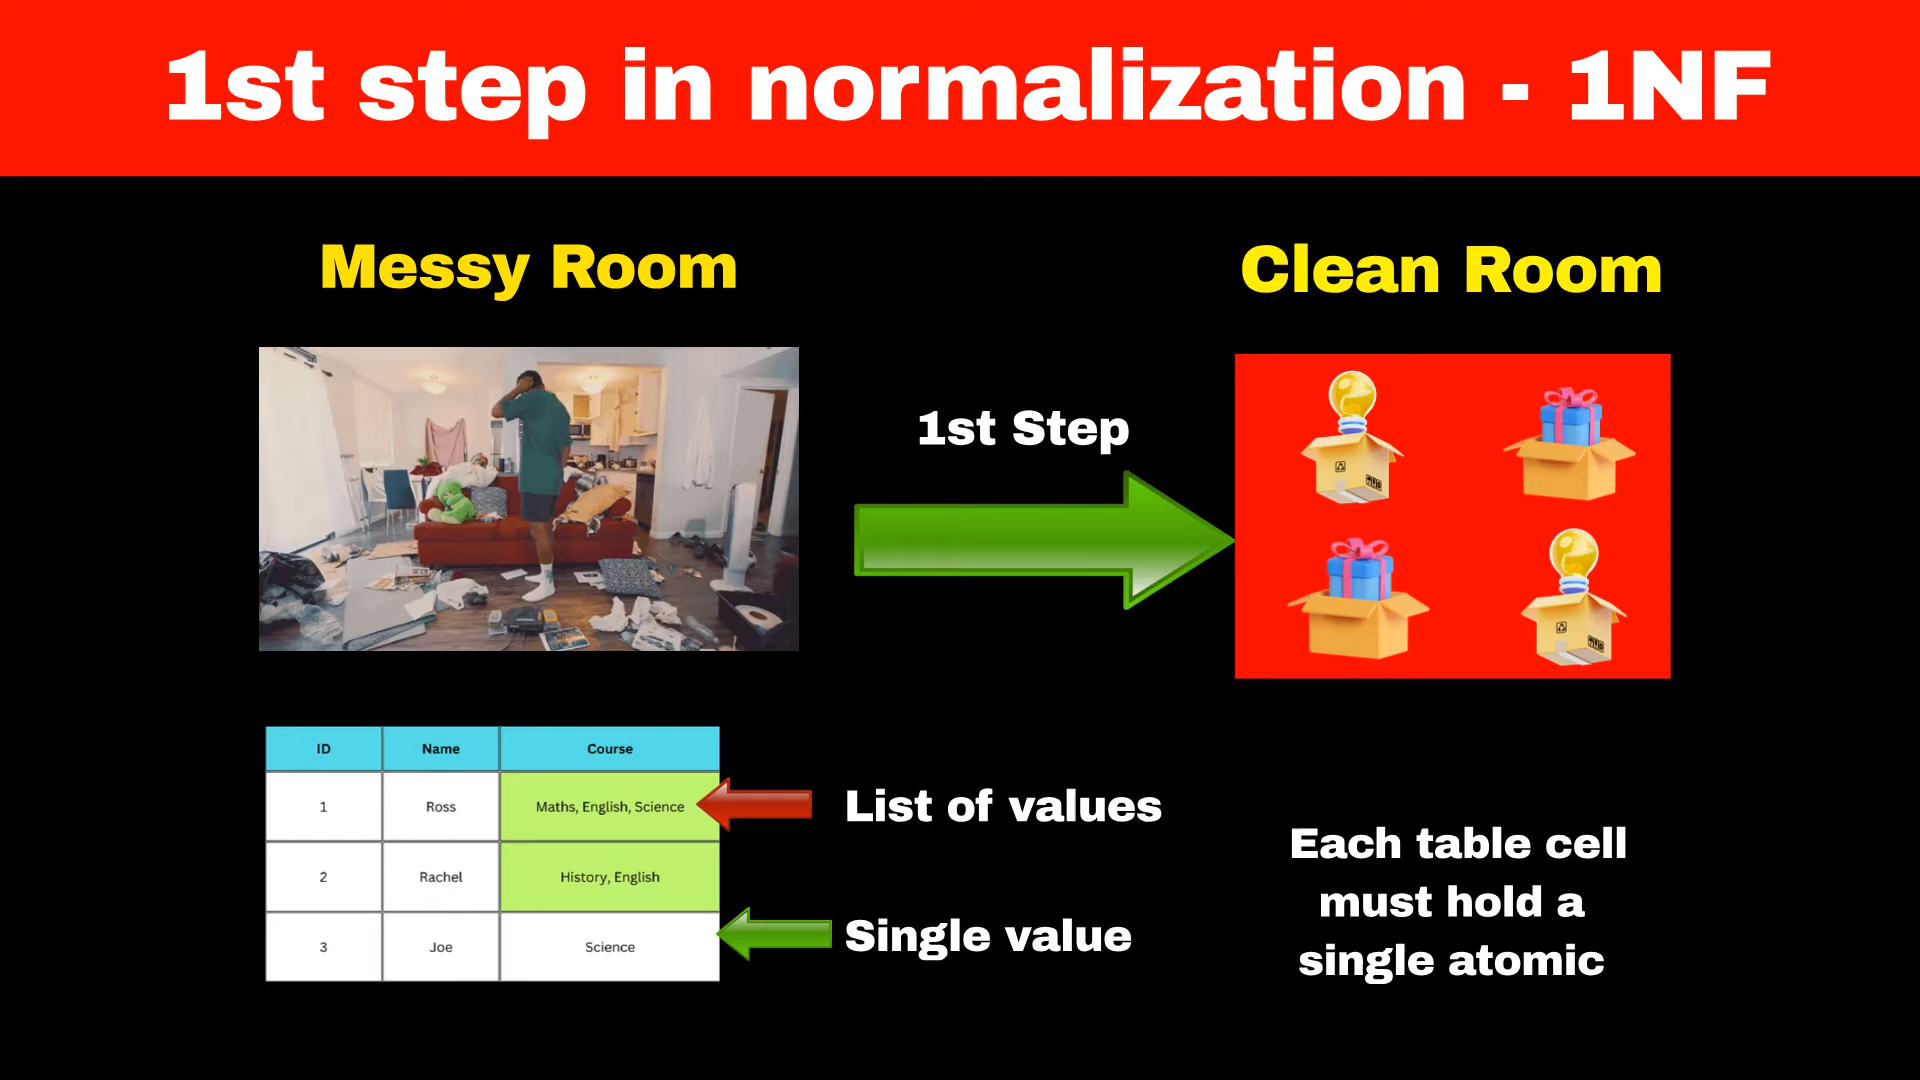 1st step in normalization - 1NF
Messy Room
Clean Room
1st Step
ID Name Course
1 Ross Maths, English, Science
2 Rachel History, English
3 Joe Science
List of values
Single value
Each table cell
must hold a
single atomic